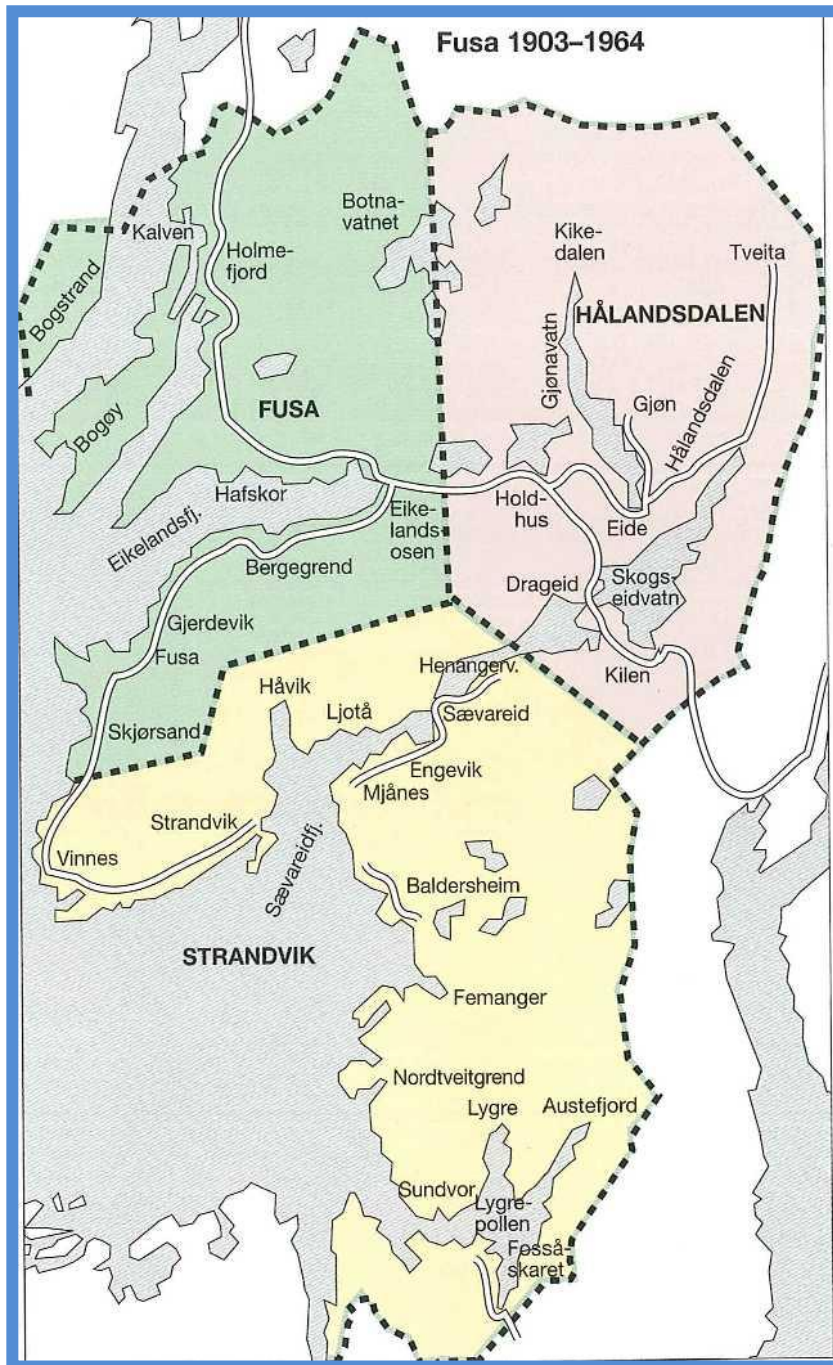 Fusa 1903–1964
Kalven
Botna-
vatnet
Holme-
fjord
Kike-
dalen
Tveita
Bogstrand
HÅLANDSDALEN
Gjønavatn
Gjøn
Hålandsdalen
Bogøy
FUSA
Hafskor
Eikelandsfj.
Eike-
lands-
osen
Hold-
hus
Eide
Bergegrend
Drageid
Skogs-
eidvatn
Gjerdevik
Fusa
Kilen
Henangerv.
Håvik
Ljotå
Sævareid
Skjørsand
Engevik
Mjånes
Strandvik
Vinnes
Sævareidfj.
Baldersheim
STRANDVIK
Femanger
Nordtveitgrend
Lygre
Austefjord
Sundvor
Lygre-
pollen
Fosså-
skaret